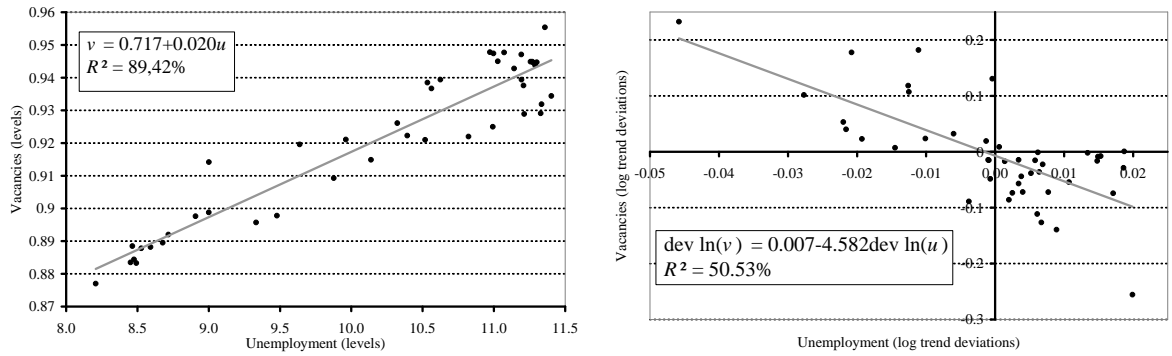 0.96
0.95
0.94
0.93
0.92
0.91
0.9
0.89
0.88
0.87
8.0 8.5 9.0 9.5 10.0 10.5 11.0 11.5
Unemployment (levels)
Vacancies (levels)
v = 0.717+0.020u
R² = 89,42%
0.2
0.1
0
-0.1
-0.2
-0.3
-0.05 -0.04 -0.03 -0.02 -0.01 0.00 0.01 0.02
Unemployment (log trend deviations)
Vacancies (log trend deviations)
dev ln(v) = 0.007-4.582dev ln(u)
R² = 50.53%